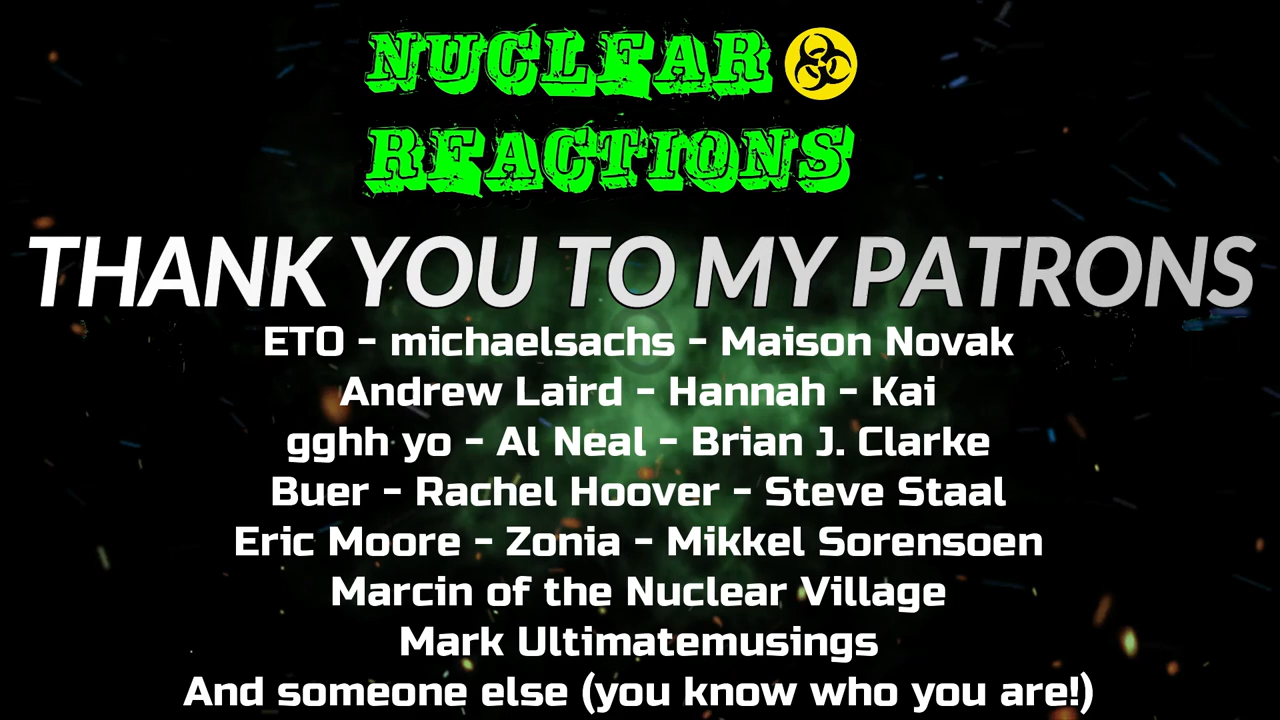 NUCLEAR
REACTIONS
THANK YOU TO MY PATRONS
ETO - michaelsachs - Maison Novak
Andrew Laird - Hannah - Kai
gghh yo - Al Neal - Brian J. Clarke
Buer - Rachel Hoover - Steve Staal
Eric Moore - Zonia - Mikkel Sorensoen
Marcin of the Nuclear Village
Mark Ultimatemusings
And someone else (you know who you are!)